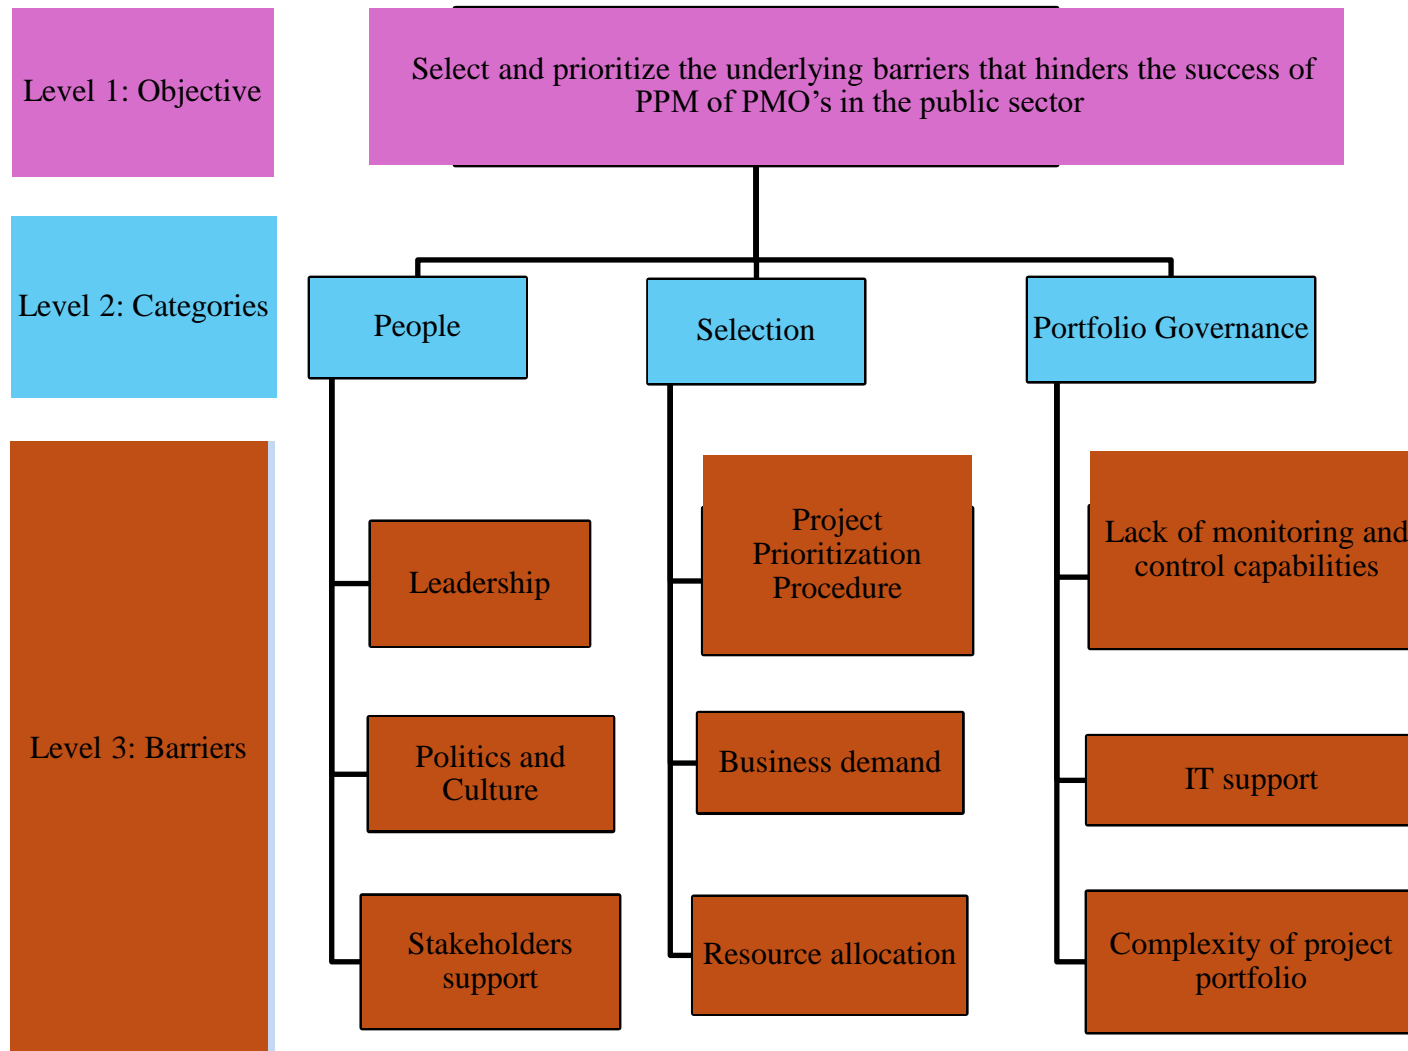 Level 1: Objective
Select and prioritize the underlying barriers that hinders the success of
PPM of PMO’s in the public sector
Level 2: Categories
People
Selection
Portfolio Governance
Level 3: Barriers
Leadership
Politics and
Culture
Stakeholders
support
Project
Prioritization
Procedure
Business demand
Resource allocation
Lack of monitoring and
control capabilities
IT support
Complexity of project
portfolio